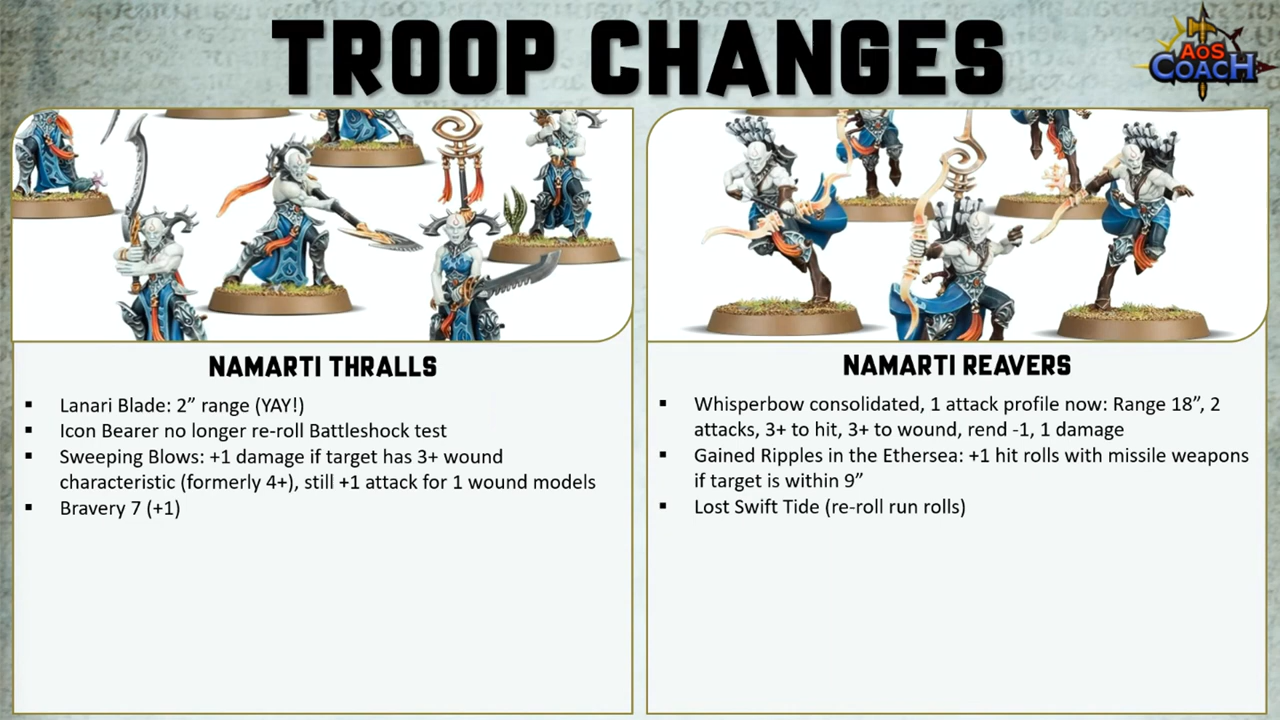 TROOP CHANGES
AOS
COACH
NAMARTI THRALLS
▪ Lanari Blade: 2” range (YAY!)
▪ Icon Bearer no longer re-roll Battleshock test
▪ Sweeping Blows: +1 damage if target has 3+ wound
characteristic (formerly 4+), still +1 attack for 1 wound models
▪ Bravery 7 (+1)
NAMARTI REAVERS
▪ Whisperbow consolidated, 1 attack profile now: Range 18”, 2
attacks, 3+ to hit, 3+ to wound, rend -1, 1 damage
▪ Gained Ripples in the Ethersea: +1 hit rolls with missile weapons
if target is within 9”
▪ Lost Swift Tide (re-roll run rolls)